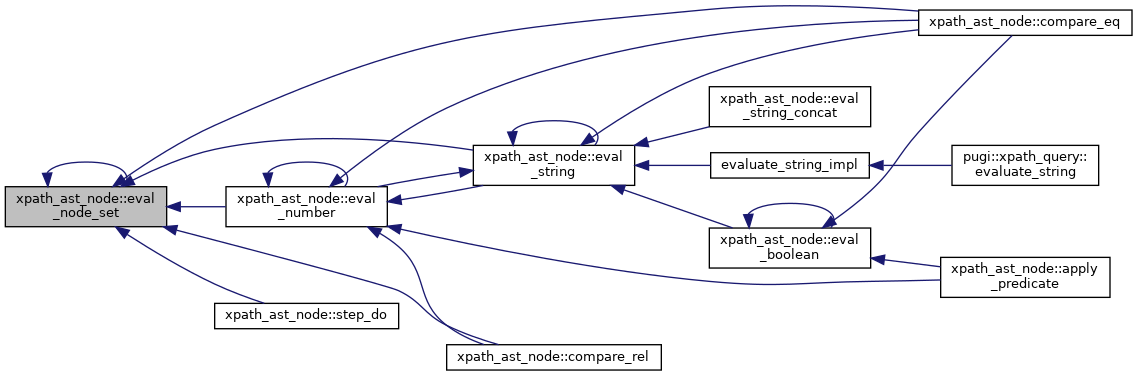 xpath_ast_node::compare_eq
xpath_ast_node::eval
_string_concat
xpath_ast_node::eval
_string
evaluate_string_impl
pugi::xpath_query::
evaluate_string
xpath_ast_node::eval
_node_set
xpath_ast_node::eval
_number
xpath_ast_node::eval
_boolean
xpath_ast_node::apply
_predicate
xpath_ast_node::step_do
xpath_ast_node::compare_rel